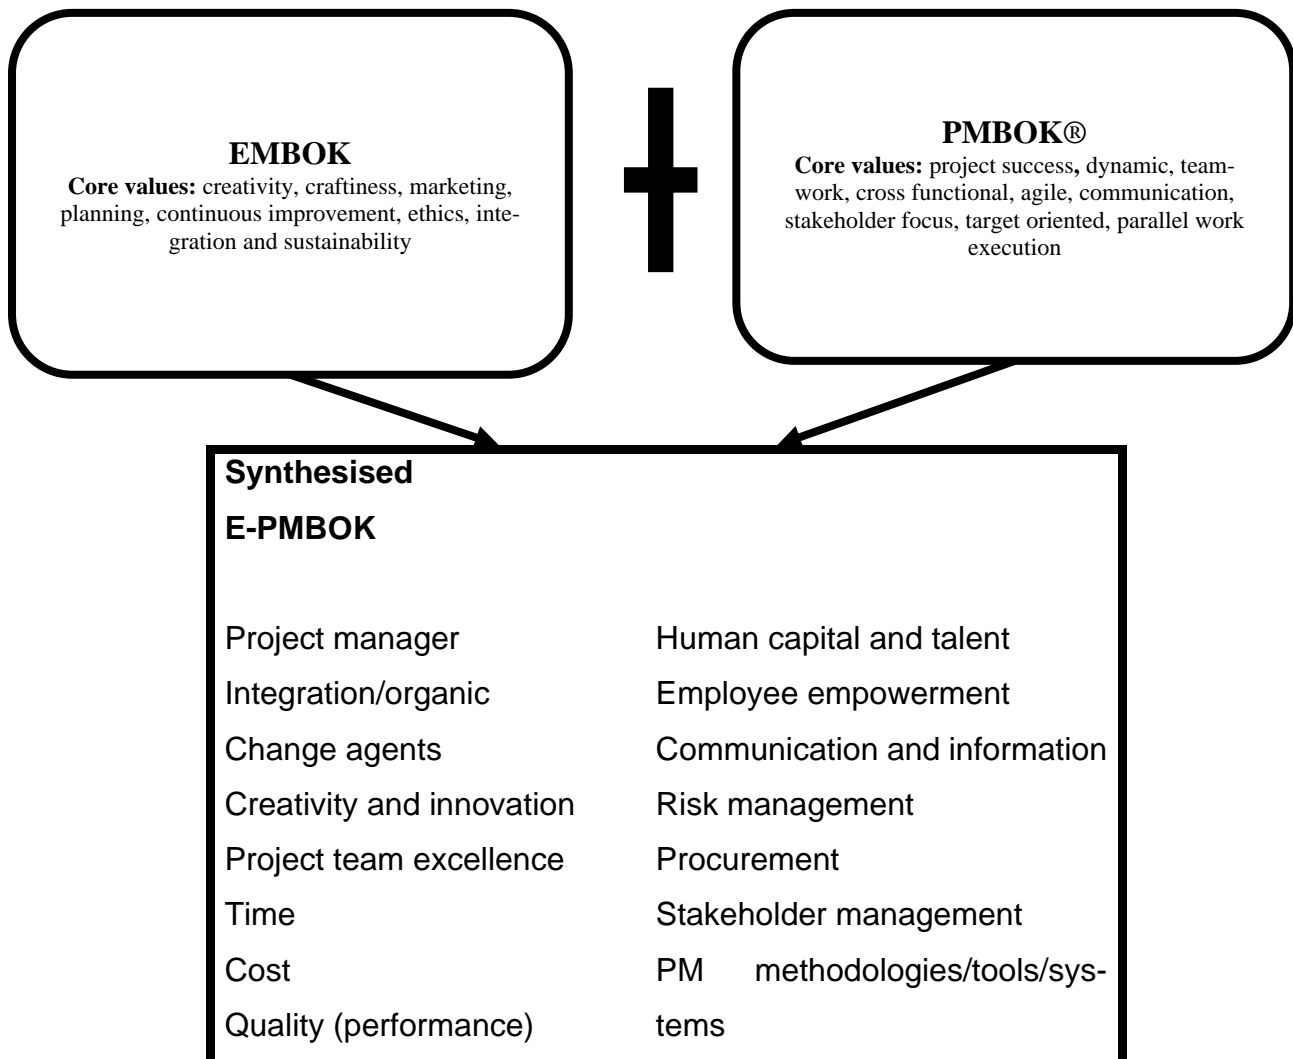 EMBOK
Core values: creativity, craftiness, marketing,
planning, continuous improvement, ethics, inte-
gration and sustainability
PMBOK®
Core values: project success, dynamic, team-
work, cross functional, agile, communication,
stakeholder focus, target oriented, parallel work
execution
Synthesised
E-PMBOK
Project manager
Integration/organic
Change agents
Creativity and innovation
Project team excellence
Time
Cost
Quality (performance)
Human capital and talent
Employee empowerment
Communication and information
Risk management
Procurement
Stakeholder management
PM methodologies/tools/sys-
tems